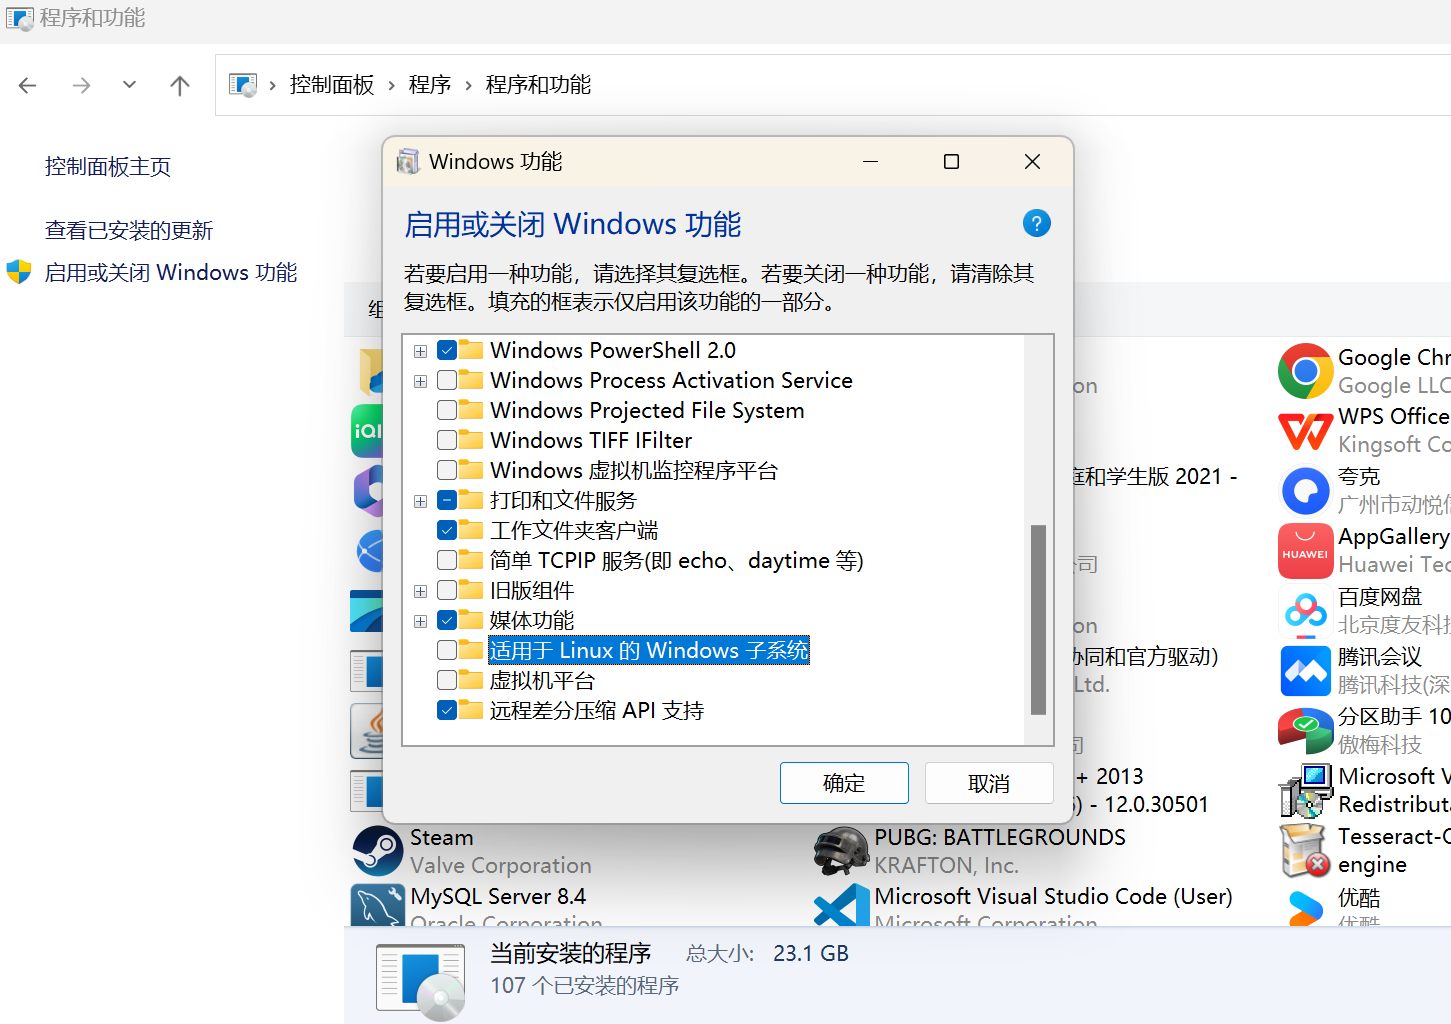 程序和功能
控制面板 › 程序 › 程序和功能
控制面板主页
查看已安装的更新
启用或关闭 Windows 功能
Windows 功能
启用或关闭 Windows 功能
若要启用一种功能，请选择其复选框。若要关闭一种功能，请清除其
复选框。填充的框表示仅启用该功能的一部分。
Windows PowerShell 2.0
Windows Process Activation Service
Windows Projected File System
Windows TIFF IFilter
Windows 虚拟机监控程序平台
打印和文件服务
工作文件夹客户端
简单 TCPIP 服务(即 echo、daytime 等)
旧版组件
媒体功能
适用于 Linux 的 Windows 子系统
虚拟机平台
远程差分压缩 API 支持
确定
取消
组
iQI
on
庭和学生版 2021 -
公司
on
协同和官方驱动）
Ltd.
司
+ 2013
) - 12.0.30501
Google Chr
Google LLC
WPS Office
Kingsoft Co
夸克
广州市动悦信
HUAWEI
AppGallery
Huawei Tec
百度网盘
北京度友科技
腾讯会议
腾讯科技(深
分区助手 10
傲梅科技
Microsoft V
Redistributa
Tesseract-O
engine
优酷
优酷
Steam
Valve Corporation
PUBG: BATTLEGROUNDS
KRAFTON, Inc.
MySQL Server 8.4
Oracle Corporation
Microsoft Visual Studio Code (User)
Microsoft Corporation
当前安装的程序 总大小: 23.1 GB
107 个已安装的程序